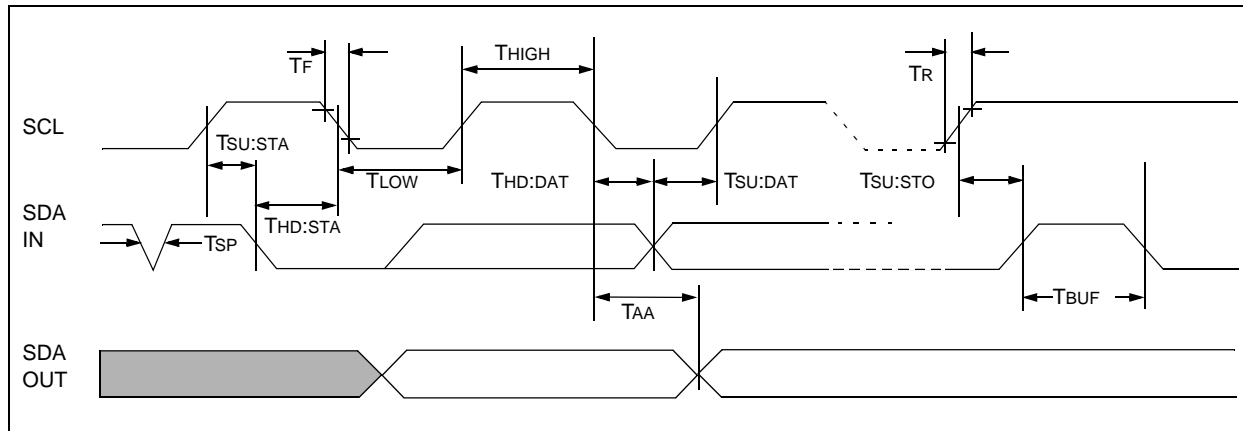 TF
THIGH
TR
SCL
TSU:STA
TLOW
THD:DAT
TSU:DAT
TSU:STO
SDA
IN
TSP
THD:STA
TAA
TBUF
SDA
OUT